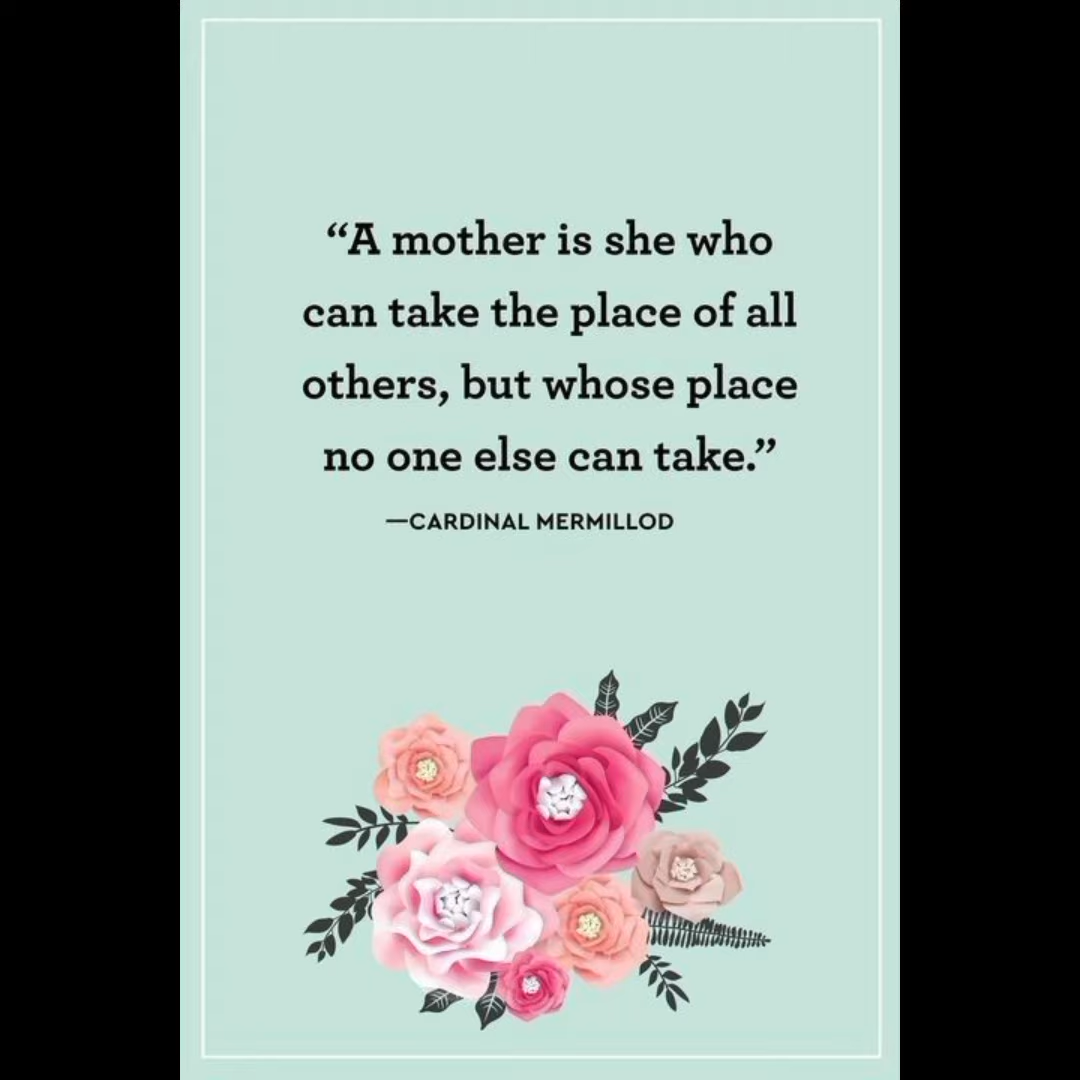 “A mother is she who
can take the place of all
others, but whose place
no one else can take.”
—CARDINAL MERMILLOD